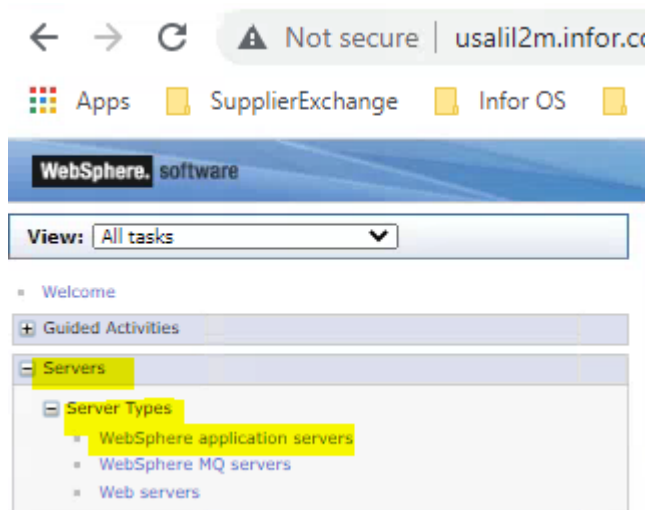 Not secure | usalil2m.infor.c
Apps SupplierExchange Infor OS
WebSphere. software
View: All tasks
Welcome
Guided Activities
Servers
Server Types
WebSphere application servers
WebSphere MQ servers
Web servers